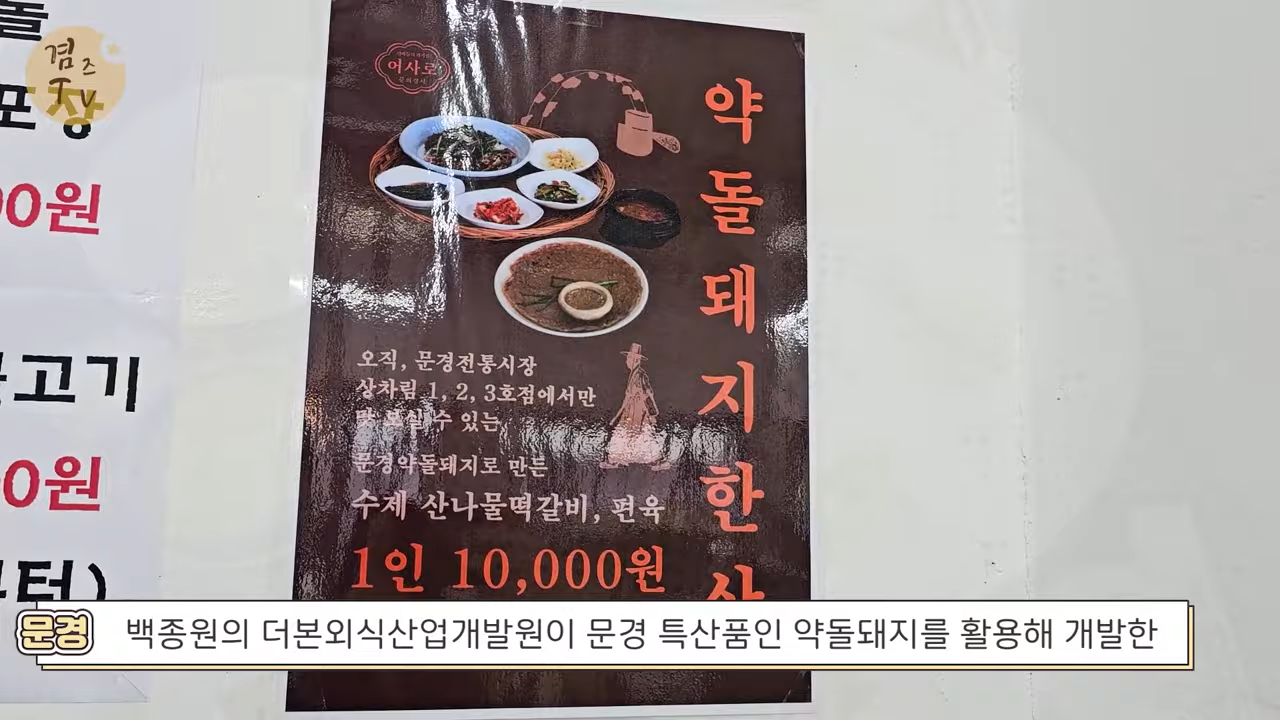 겸
즈
TV
돌
장
00원
고기
00원
터)
어사로
약돌돼지한상
오직, 문경전통시장
상차림 1, 2, 3호점에서만
맛 보실 수 있는
문경약돌돼지로 만든
수제 산나물떡갈비, 편육
1인 10,000원
문경
백종원의 더본외식산업개발원이 문경 특산품인 약돌돼지를 활용해 개발한